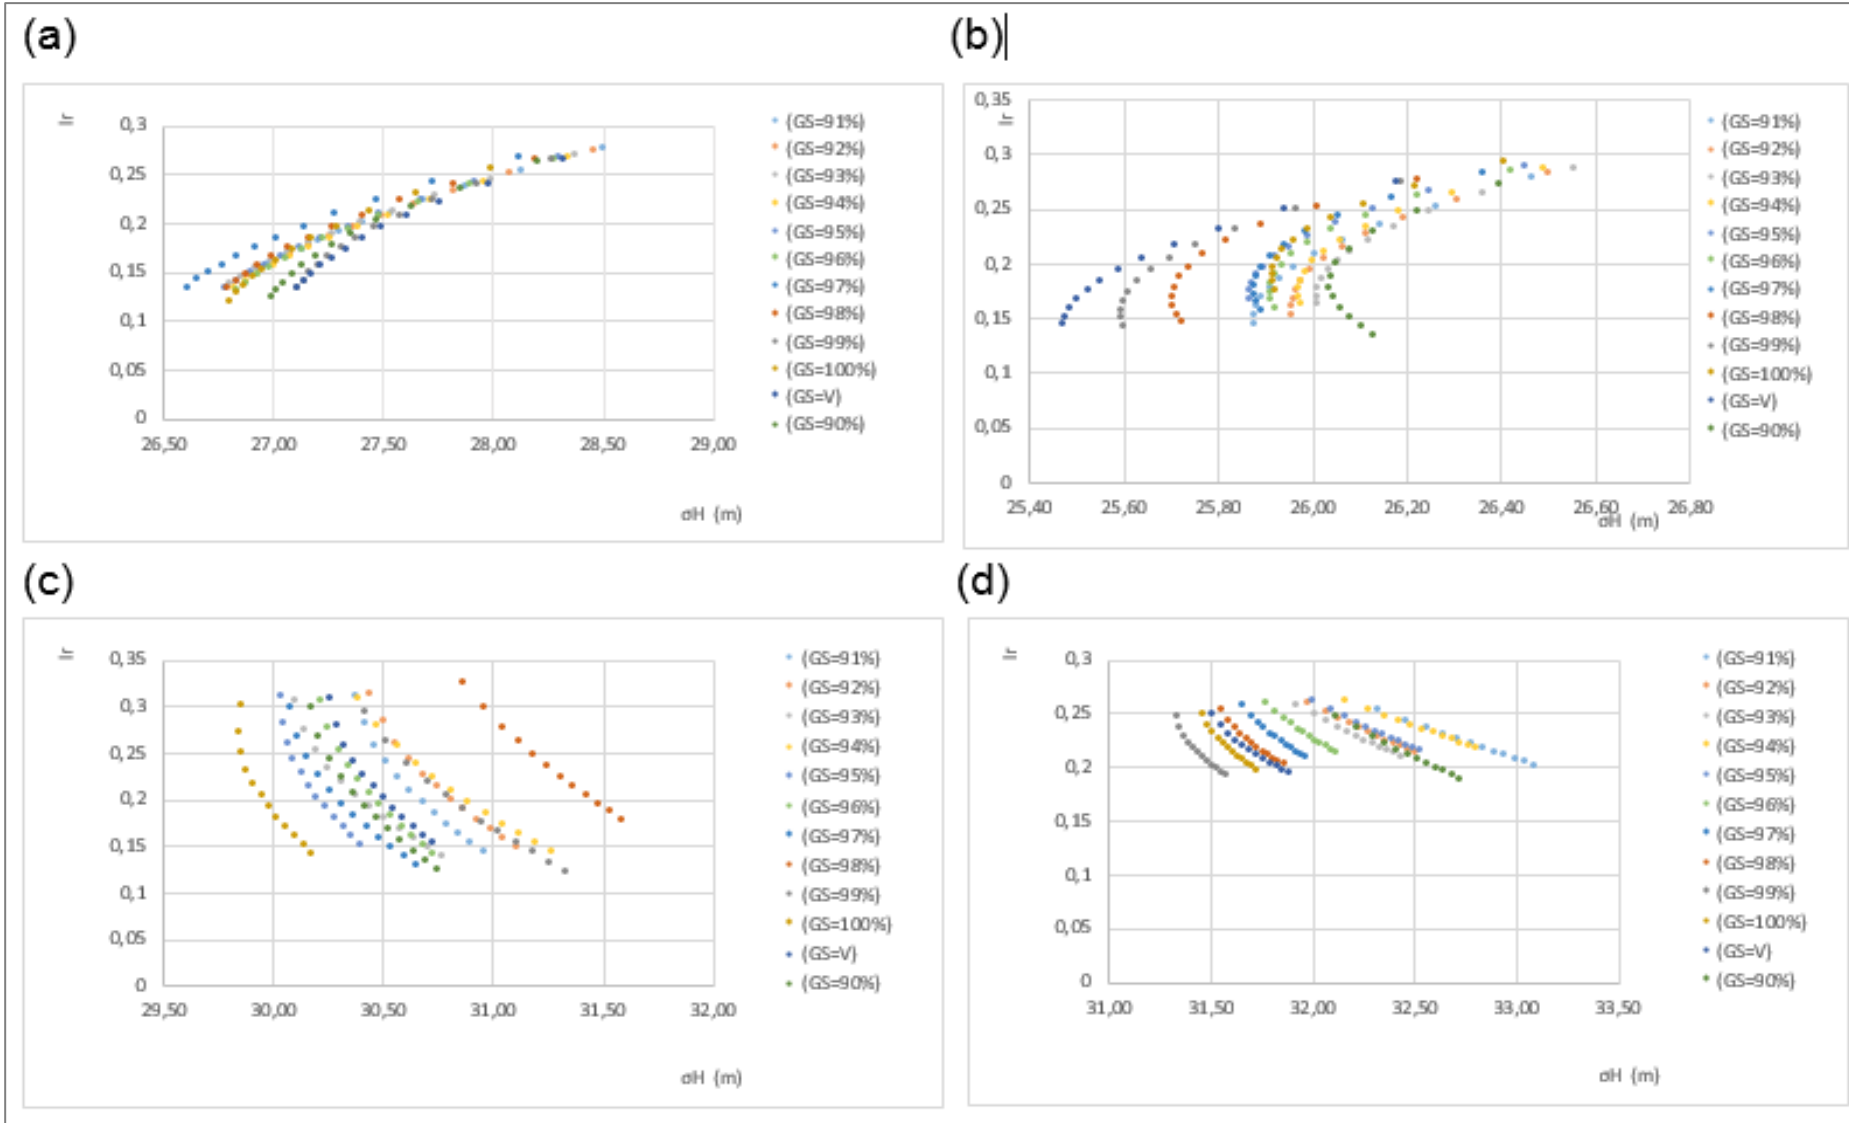 (a)
Ir
0,3
0,25
0,2
0,15
0,1
0,05
0
26,50 27,00 27,50 28,00 28,50 29,00
σH (m)
(GS=91%)
(GS=92%)
(GS=93%)
(GS=94%)
(GS=95%)
(GS=96%)
(GS=97%)
(GS=98%)
(GS=99%)
(GS=100%)
(GS=V)
(GS=90%)
(b)
Ir
0,35
0,3
0,25
0,2
0,15
0,1
0,05
0
25,40 25,60 25,80 26,00 26,20 26,40 26,60 26,80
σH (m)
(GS=91%)
(GS=92%)
(GS=93%)
(GS=94%)
(GS=95%)
(GS=96%)
(GS=97%)
(GS=98%)
(GS=99%)
(GS=100%)
(GS=V)
(GS=90%)
(c)
Ir
0,35
0,3
0,25
0,2
0,15
0,1
0,05
0
29,50 30,00 30,50 31,00 31,50 32,00
σH (m)
(GS=91%)
(GS=92%)
(GS=93%)
(GS=94%)
(GS=95%)
(GS=96%)
(GS=97%)
(GS=98%)
(GS=99%)
(GS=100%)
(GS=V)
(GS=90%)
(d)
Ir
0,3
0,25
0,2
0,15
0,1
0,05
0
31,00 31,50 32,00 32,50 33,00 33,50
σH (m)
(GS=91%)
(GS=92%)
(GS=93%)
(GS=94%)
(GS=95%)
(GS=96%)
(GS=97%)
(GS=98%)
(GS=99%)
(GS=100%)
(GS=V)
(GS=90%)